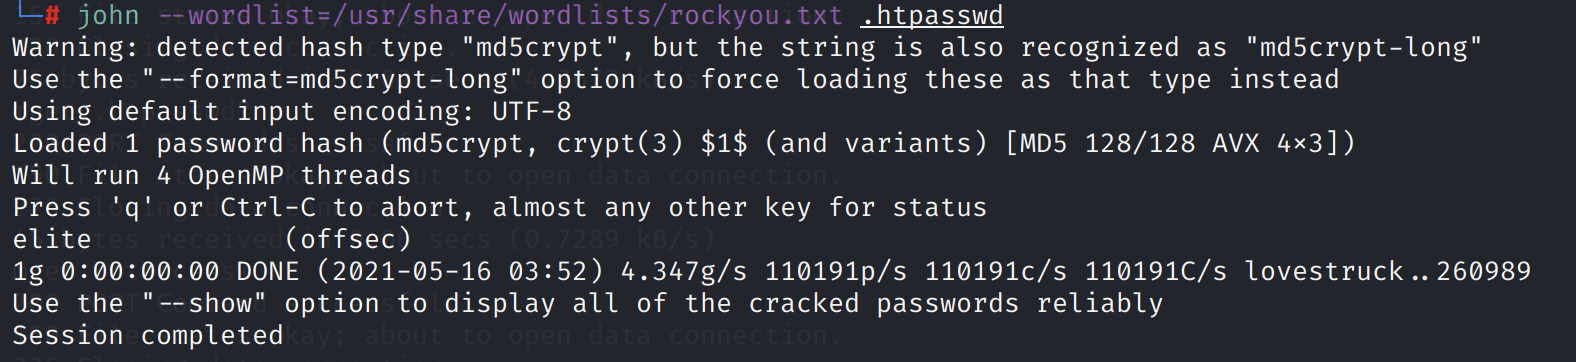 └─# john --wordlist=/usr/share/wordlists/rockyou.txt .htpasswd
Warning: detected hash type "md5crypt", but the string is also recognized as "md5crypt-long"
Use the "--format=md5crypt-long" option to force loading these as that type instead
Using default input encoding: UTF-8
Loaded 1 password hash (md5crypt, crypt(3) $1$ (and variants) [MD5 128/128 AVX 4×3])
Will run 4 OpenMP threads
Press 'q' or Ctrl-C to abort, almost any other key for status
elite            (offsec)
1g 0:00:00:00 DONE (2021-05-16 03:52) 4.347g/s 110191p/s 110191c/s 110191C/s lovestruck..260989
Use the "--show" option to display all of the cracked passwords reliably
Session completed